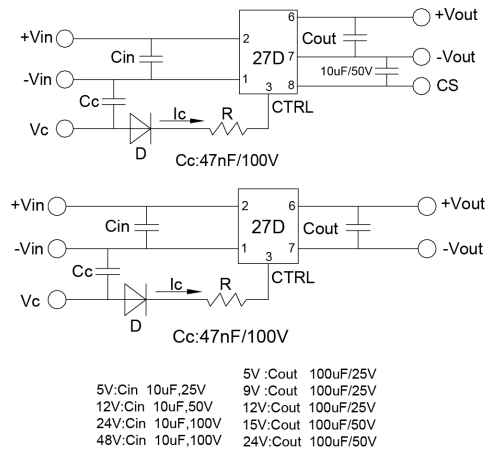 +Vin
-Vin
Vc
Cin
Cc
D
Ic
R
2
1
3
6
7
8
27D
CTRL
Cout
10uF/50V
+Vout
-Vout
CS
Cc:47nF/100V
+Vin
-Vin
Vc
Cin
Cc
D
Ic
R
2
1
3
6
7
27D
CTRL
Cout
+Vout
-Vout
Cc:47nF/100V
5V:Cin 10uF,25V
12V:Cin 10uF,50V
24V:Cin 10uF,100V
48V:Cin 10uF,100V
5V :Cout 100uF/25V
9V :Cout 100uF/25V
12V:Cout 100uF/25V
15V:Cout 100uF/50V
24V:Cout 100uF/50V